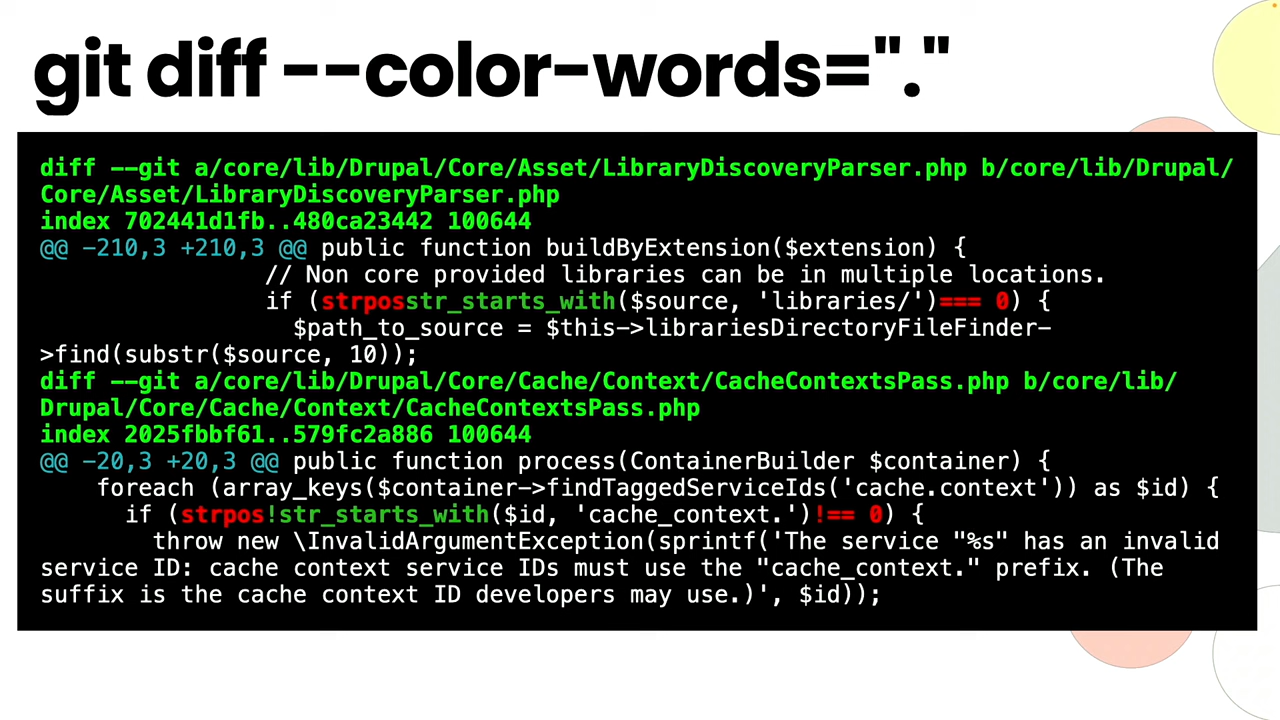 git diff --color-words="."
diff --git a/core/lib/Drupal/Core/Asset/LibraryDiscoveryParser.php b/core/lib/Drupal/
Core/Asset/LibraryDiscoveryParser.php
index 702441d1fb..480ca23442 100644
@@ -210,3 +210,3 @@ public function buildByExtension($extension) {
                // Non core provided libraries can be in multiple locations.
                if (strposstr_starts_with($source, 'libraries/')=== 0) {
                  $path_to_source = $this->librariesDirectoryFileFinder-
>find(substr($source, 10));
diff --git a/core/lib/Drupal/Core/Cache/Context/CacheContextsPass.php b/core/lib/
Drupal/Core/Cache/Context/CacheContextsPass.php
index 2025fbbf61..579fc2a886 100644
@@ -20,3 +20,3 @@ public function process(ContainerBuilder $container) {
    foreach (array_keys($container->findTaggedServiceIds('cache.context')) as $id) {
      if (strpos!str_starts_with($id, 'cache_context.')!== 0) {
        throw new \InvalidArgumentException(sprintf('The service "%s" has an invalid
service ID: cache context service IDs must use the "cache_context." prefix. (The
suffix is the cache context ID developers may use.)', $id));